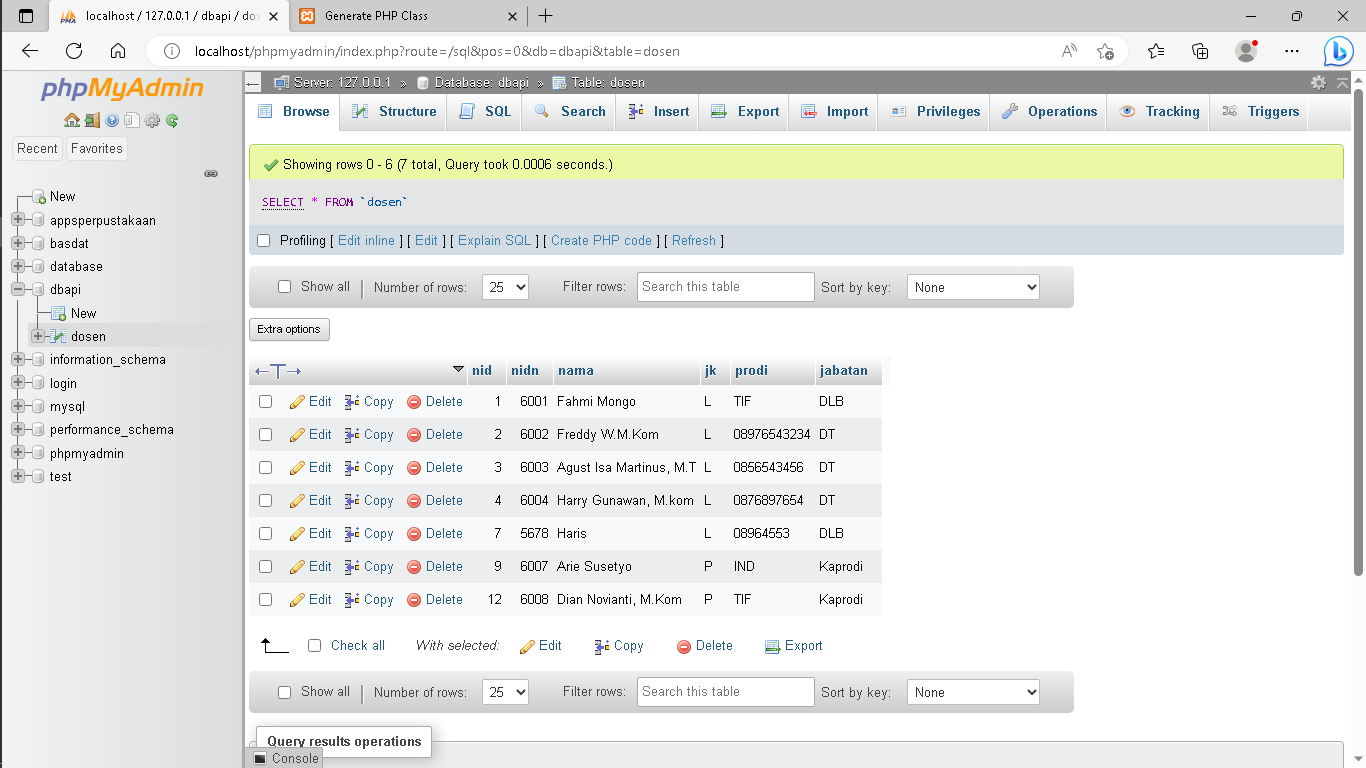 localhost / 127.0.0.1 / dbapi / dos
Generate PHP Class
localhost/phpmyadmin/index.php?route=/sql&pos=0&db=dbapi&table=dosen
phpMyAdmin
Recent Favorites
New
appsperpustakaan
basdat
database
dbapi
New
dosen
information_schema
login
mysql
performance_schema
phpmyadmin
test
Server: 127.0.0.1 » Database: dbapi » Table: dosen
Browse Structure SQL Search Insert Export Import Privileges Operations Tracking Triggers
Showing rows 0 - 6 (7 total, Query took 0.0006 seconds.)
SELECT * FROM `dosen`
Profiling [ Edit inline ] [ Edit ] [ Explain SQL ] [ Create PHP code ] [ Refresh ]
Show all | Number of rows: 25 Filter rows: Search this table Sort by key: None
Extra options
nid nidn nama jk prodi jabatan
Edit Copy Delete 1 6001 Fahmi Mongo L TIF DLB
Edit Copy Delete 2 6002 Freddy W.M.Kom L 08976543234 DT
Edit Copy Delete 3 6003 Agust Isa Martinus, M.T L 0856543456 DT
Edit Copy Delete 4 6004 Harry Gunawan, M.kom L 0876897654 DT
Edit Copy Delete 7 5678 Haris L 08964553 DLB
Edit Copy Delete 9 6007 Arie Susetyo P IND Kaprodi
Edit Copy Delete 12 6008 Dian Novianti, M.Kom P TIF Kaprodi
Check all With selected: Edit Copy Delete Export
Show all | Number of rows: 25 Filter rows: Search this table Sort by key: None
Query results operations
Console